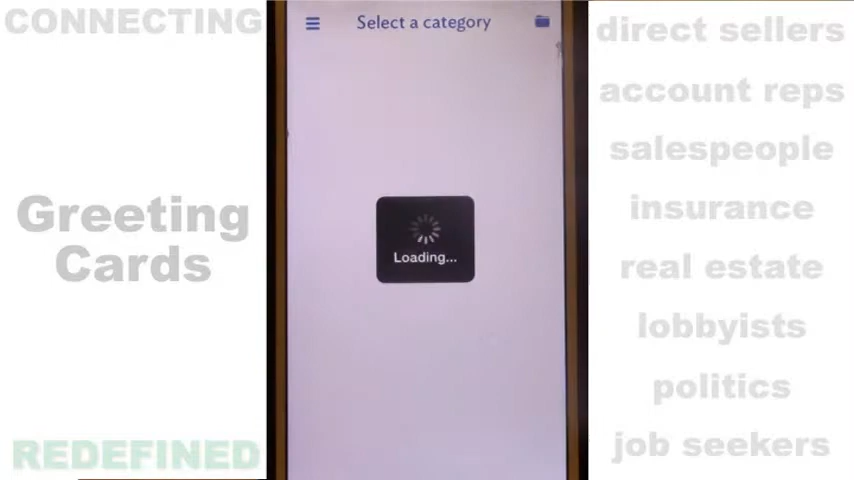 CONNECTING
Greeting
Cards
REDEFINED
Select a category
Loading...
direct sellers
account reps
salespeople
insurance
real estate
lobbyists
politics
job seekers